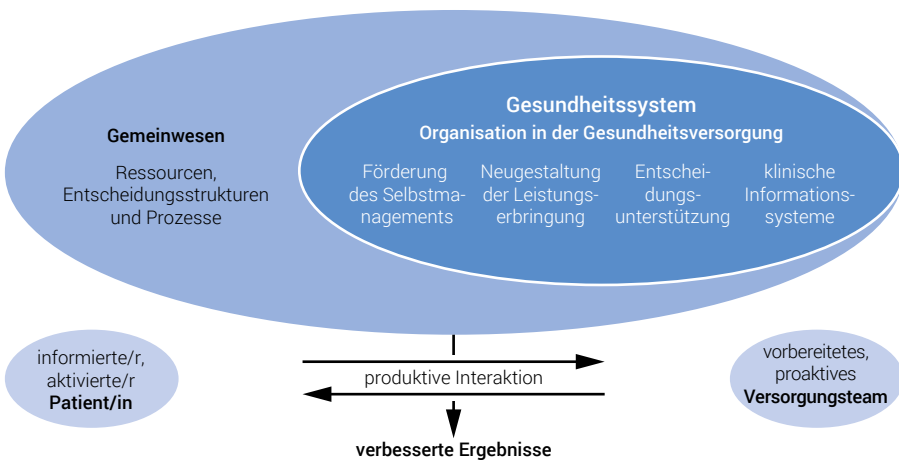 Gesundheitssystem
Organisation in der Gesundheitsversorgung
Gemeinwesen
Ressourcen,
Entscheidungsstrukturen
und Prozesse
Förderung
des Selbstma-
nagements
Neugestaltung
der Leistungs-
erbringung
Entschei-
dungs-
unterstützung
klinische
Informations-
systeme
informierte/r,
aktivierte/r
Patient/in
produktive Interaktion
vorbereitetes,
proaktives
Versorgungsteam
verbesserte Ergebnisse